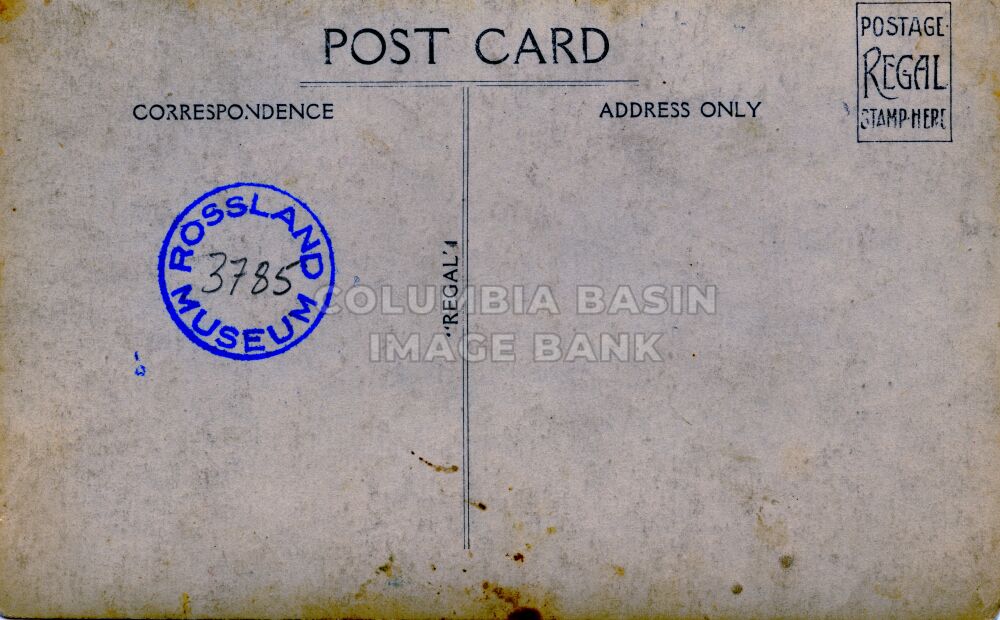 POST CARD
CORRESPONDENCE
ADDRESS ONLY
POSTAGE
REGAL
STAMP·HERE
ROSSLAND
3785
MUSEUM
"REGAL"
COLUMBIA BASIN
IMAGE BANK